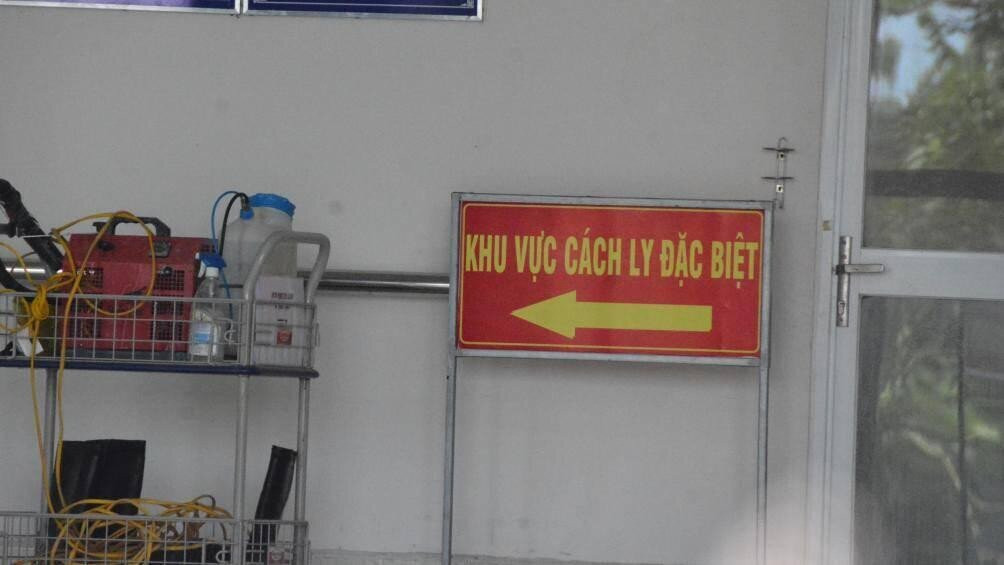 KHU VỰC CÁCH LY ĐẶC BIỆT